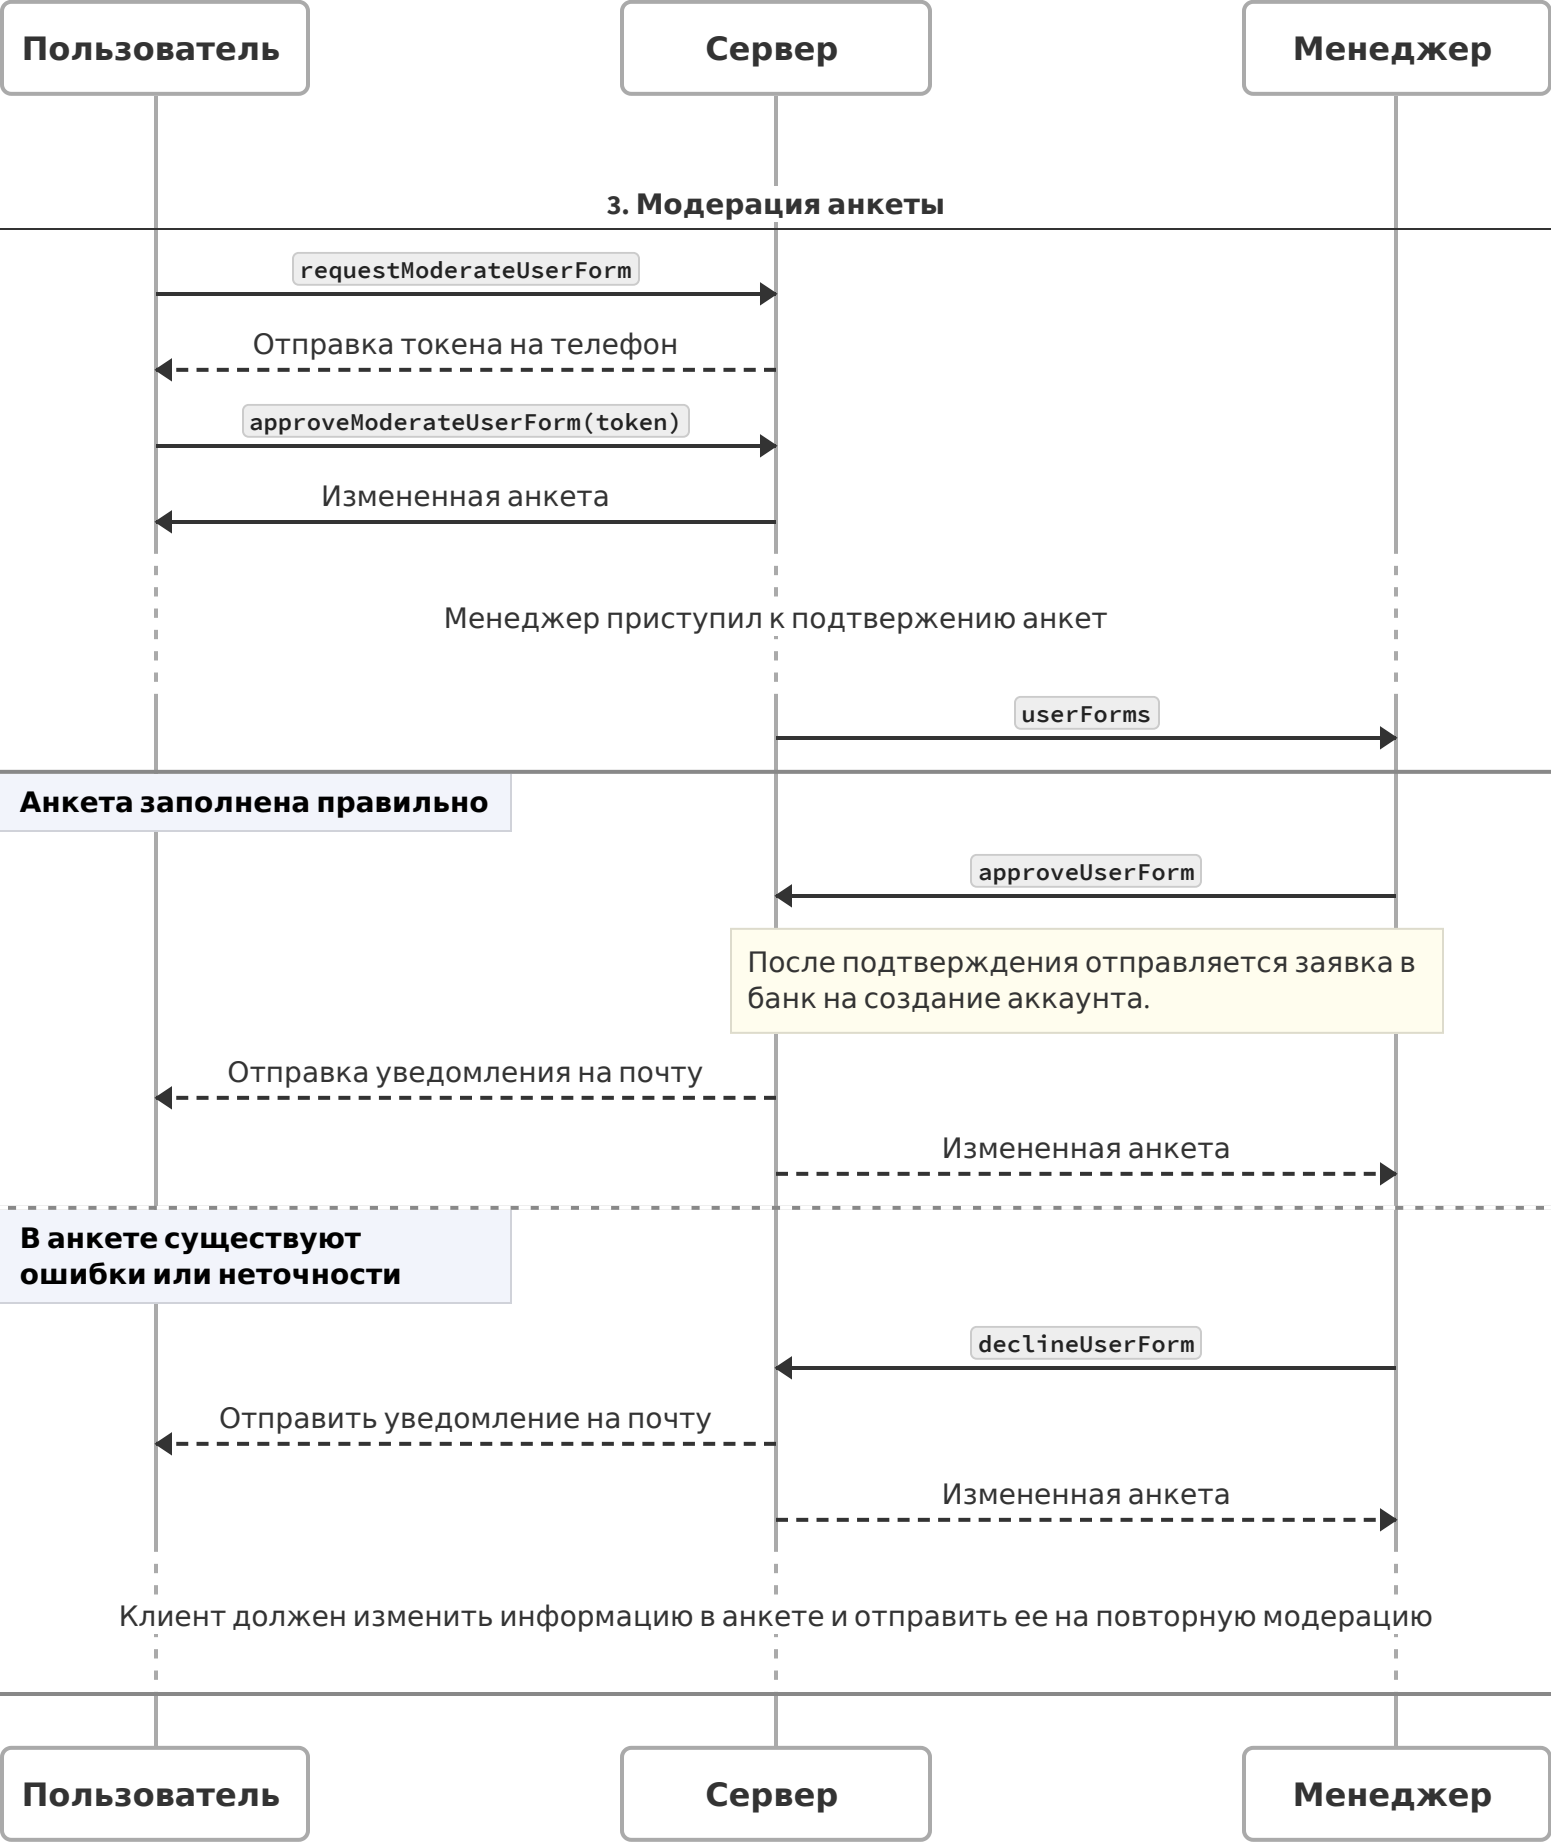 Пользователь
Сервер
Менеджер
3. Модерация анкеты
requestModerateUserForm
Отправка токена на телефон
approveModerateUserForm(token)
Измененная анкета
Менеджер приступил к подтвержению анкет
userForms
Анкета заполнена правильно
approveUserForm
После подтверждения отправляется заявка в
банк на создание аккаунта.
Отправка уведомления на почту
Измененная анкета
В анкете существуют
ошибки или неточности
declineUserForm
Отправить уведомление на почту
Измененная анкета
Клиент должен изменить информацию в анкете и отправить ее на повторную модерацию
Пользователь
Сервер
Менеджер